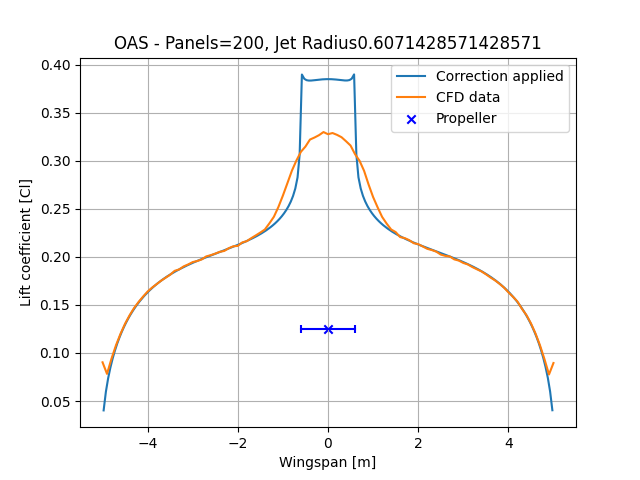 OAS - Panels=200, Jet Radius0.6071428571428571
Correction applied
CFD data
Propeller
Lift coefficient [Cl]
0.40
0.35
0.30
0.25
0.20
0.15
0.10
0.05
−4
−2
0
2
4
Wingspan [m]